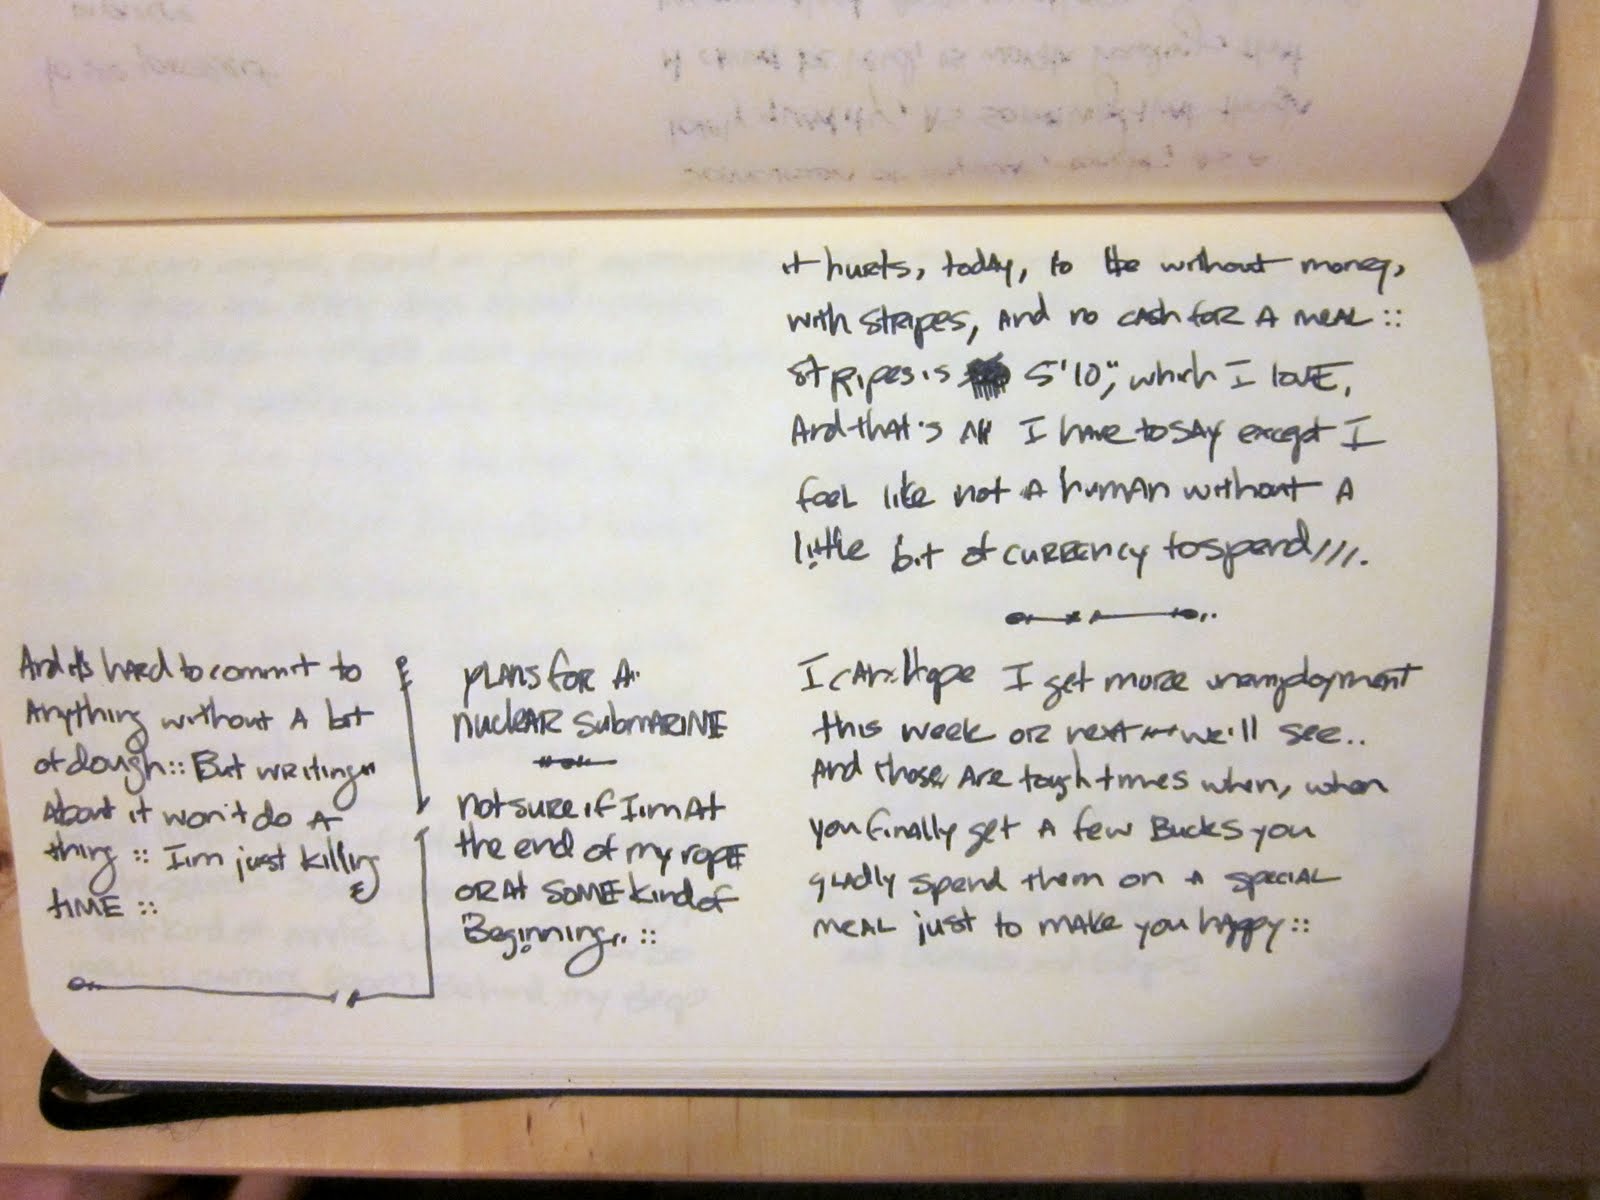 it hurts, today, to be without money,
with stripes, and no cash for A meAL ::
stripes is 5'10", which I lovE,
And thAt's All I hAve to sAy except I
feeL like not A humAn without A
little bit of cuRRency to spend///.
I cAn: Hope I get moRe unemployment
this week oR next we'll see..
And those Are tough times when, when
you finAlly get A few Bucks you
glAdly spend them on A speciAL
meAL just to mAke you hAppy ::
And it's hARd to commit to
Anything without A bit
of dough :: But wRiting
About it won't do A
thing :: I'm just killing
tiME ::
pLANs foR A:
nucleAR submARINE
not suRe if I'm At
the end of my RopE
oR At SOME kind of
Beginning.. ::